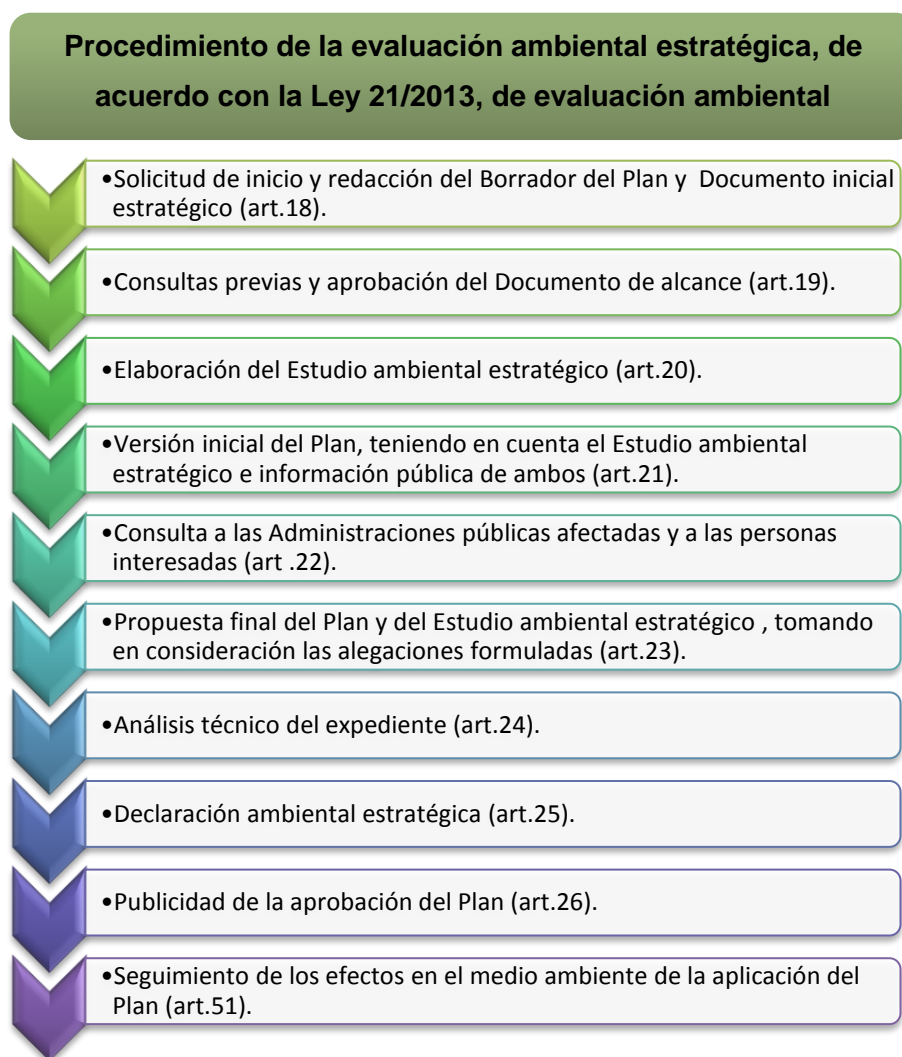 Procedimiento de la evaluación ambiental estratégica, de
acuerdo con la Ley 21/2013, de evaluación ambiental
•Solicitud de inicio y redacción del Borrador del Plan y Documento inicial
estratégico (art.18).
•Consultas previas y aprobación del Documento de alcance (art.19).
•Elaboración del Estudio ambiental estratégico (art.20).
•Versión inicial del Plan, teniendo en cuenta el Estudio ambiental
estratégico e información pública de ambos (art.21).
•Consulta a las Administraciones públicas afectadas y a las personas
interesadas (art .22).
•Propuesta final del Plan y del Estudio ambiental estratégico , tomando
en consideración las alegaciones formuladas (art.23).
•Análisis técnico del expediente (art.24).
•Declaración ambiental estratégica (art.25).
•Publicidad de la aprobación del Plan (art.26).
•Seguimiento de los efectos en el medio ambiente de la aplicación del
Plan (art.51).